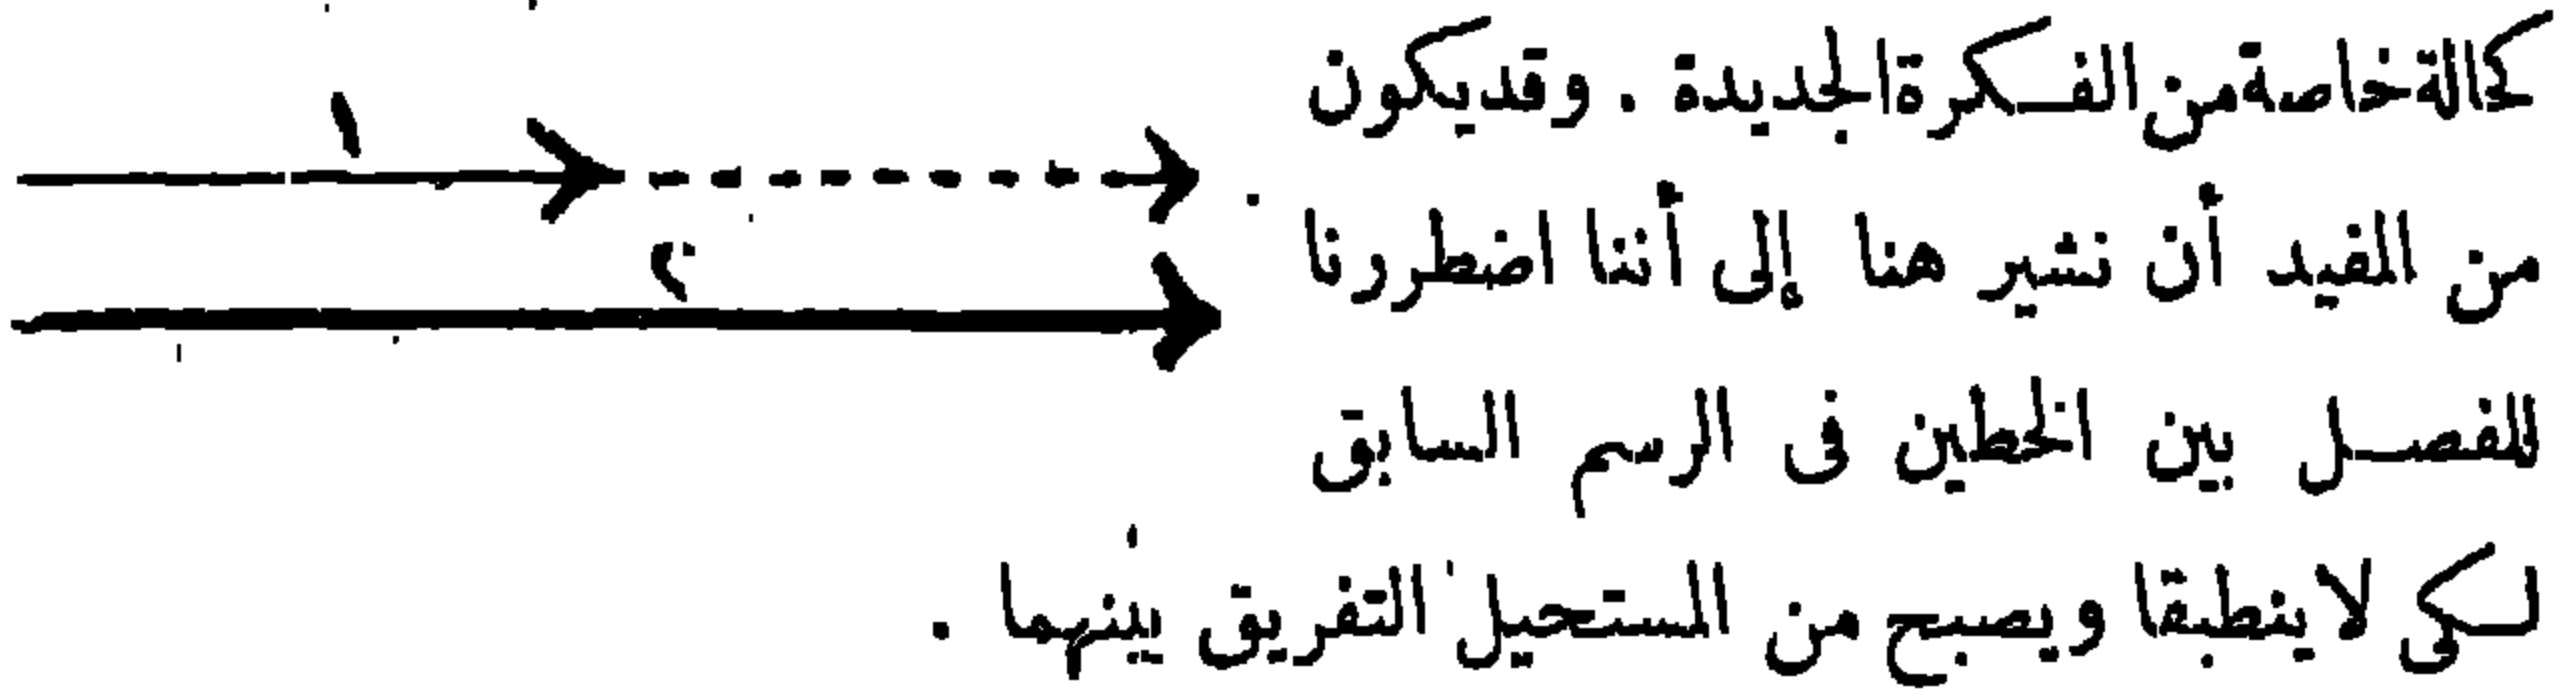 كحالة خاصة من الفكرة الجديدة . وقد يكون
من المفيد أن نشير هنا إلى أننا اضطررنا
للفصل بين الخطين فى الرسم السابق
لكى لا ينطبقا ويصبح من المستحيل التفريق بينهما .
١
٢